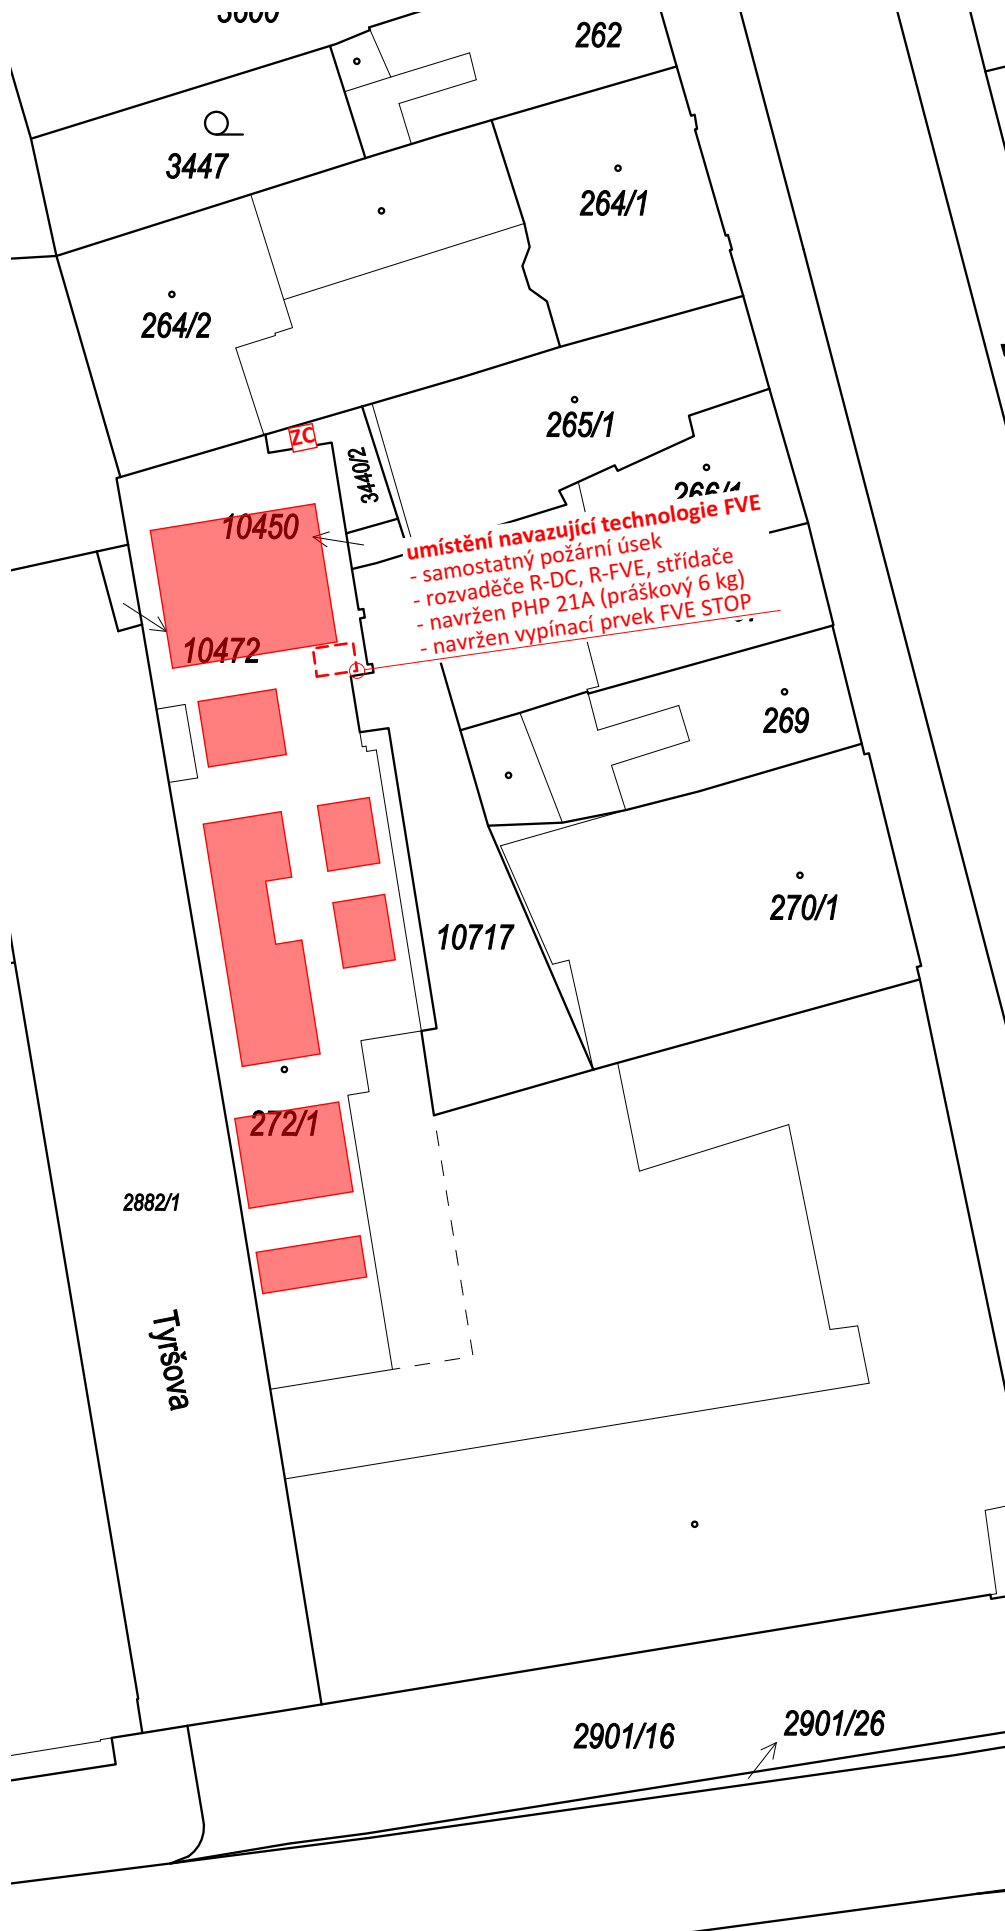 262
3447
264/1
264/2
265/1
ZC
3440/2
266/1
10450
umístění navazující technologie FVE
- samostatný požární úsek
- rozvaděče R-DC, R-FVE, střídače
- navržen PHP 21A (práškový 6 kg)
- navržen vypínací prvek FVE STOP
10472
269
270/1
10717
272/1
2882/1
Tyršova
2901/16
2901/26